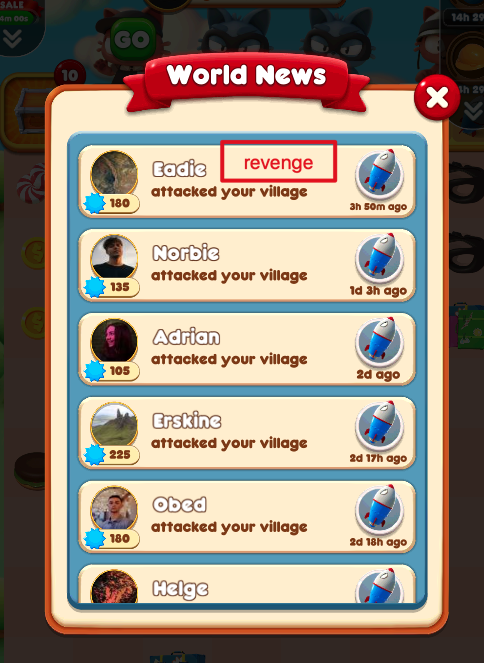 SALE
4m 00s
GO
14h 29
10
World News
Eadie
revenge
attacked your village
180
3h 50m ago
Norbie
attacked your village
135
1d 3h ago
Adrian
attacked your village
105
2d ago
Erskine
attacked your village
225
2d 17h ago
Obed
attacked your village
180
2d 18h ago
Helge